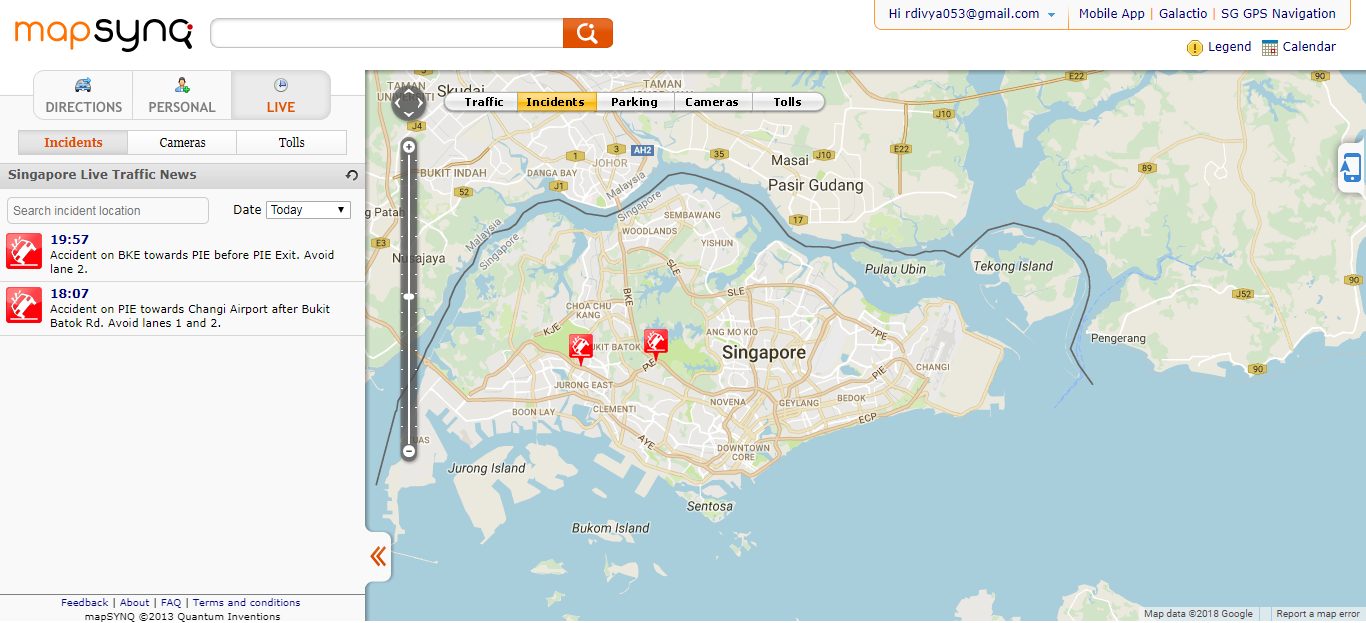 mapsynq
Hi rdivya053@gmail.com
Mobile App | Galactio | SG GPS Navigation
Legend
Calendar
DIRECTIONS
PERSONAL
LIVE
Incidents
Cameras
Tolls
Singapore Live Traffic News
Search incident location
Date
Today
19:57
Accident on BKE towards PIE before PIE Exit. Avoid
lane 2.
18:07
Accident on PIE towards Changi Airport after Bukit
Batok Rd. Avoid lanes 1 and 2.
Feedback | About | FAQ | Terms and conditions
mapSYNQ ©2013 Quantum Inventions
Traffic
Incidents
Parking
Cameras
Tolls
Skudai
TAMAN
TAMAN
E22
90
J4
J10
3
AH2
35
1
JOHOR
Masai
J10
E22
89
BUKIT INDAH
DANGA BAY
J1
52
Malaysia
Singapore
Pasir Gudang
17
g Patah
E3
Nusajaya
Malaysia
Singapore
SEMBAWANG
WOODLANDS
YISHUN
Pulau Ubin
Tekong Island
SLE
SLE
BKE
J52
90
CHOA CHU
KANG
KJE
ANG MO KIO
TPE
Pengerang
UKIT BATOK
Singapore
PIE
PIE
CHANGI
90
JURONG EAST
BOON LAY
CLEMENTI
NOVENA
GEYLANG
BEDOK
ECP
AYE
UAS
DOWNTOWN
CORE
Jurong Island
Sentosa
Bukom Island
Map data ©2018 Google
Report a map error